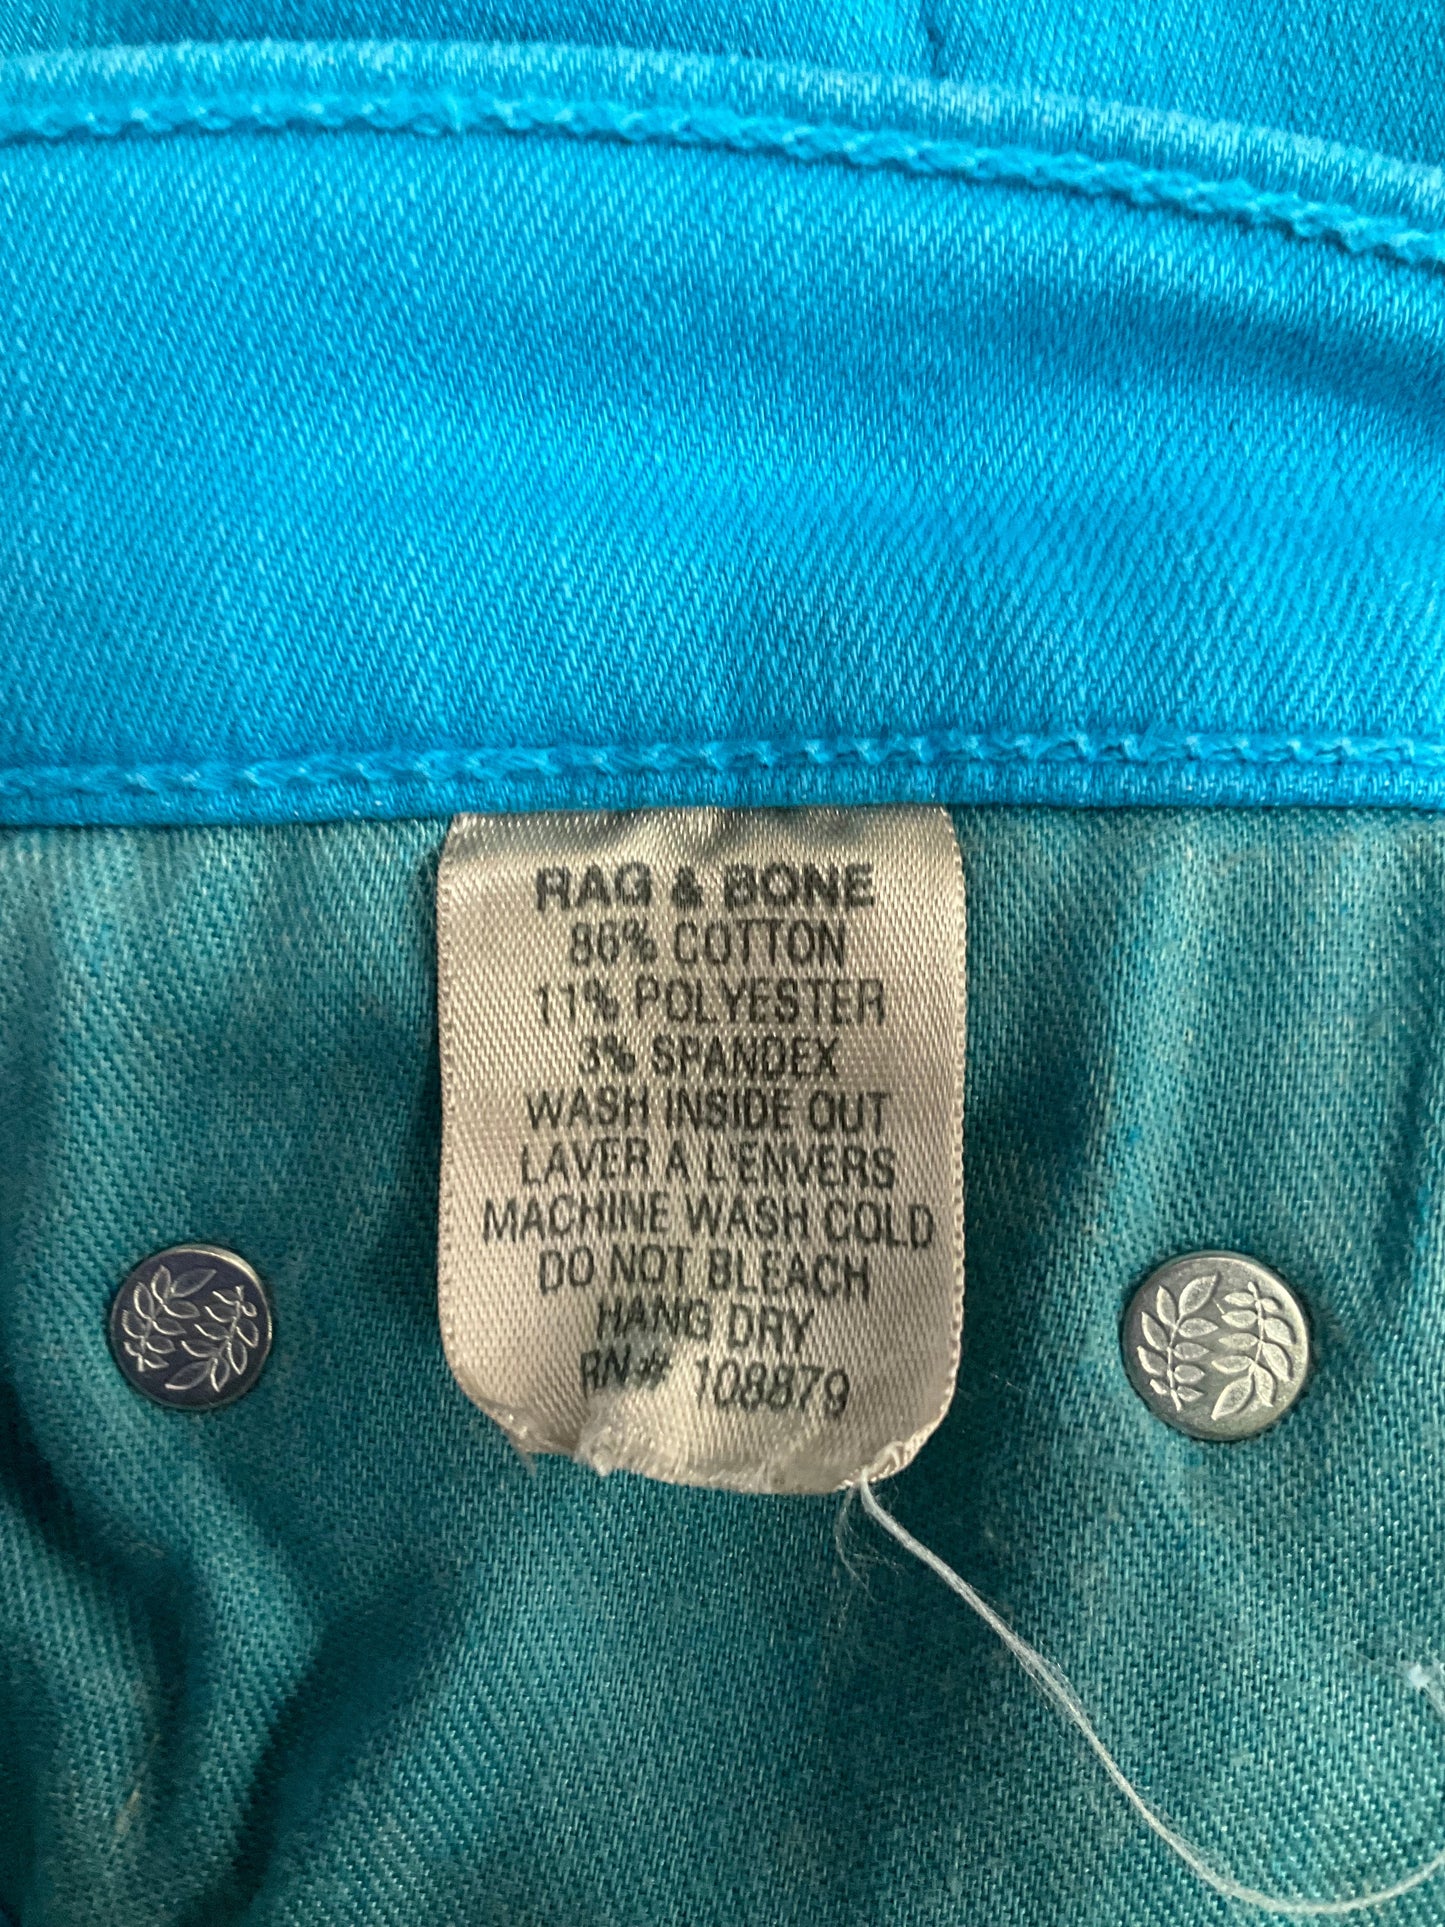 RAG & BONE
86% COTTON
11% POLYESTER
3% SPANDEX
WASH INSIDE OUT
LAVER A L'ENVERS
MACHINE WASH COLD
DO NOT BLEACH
HANG DRY
RN# 108879